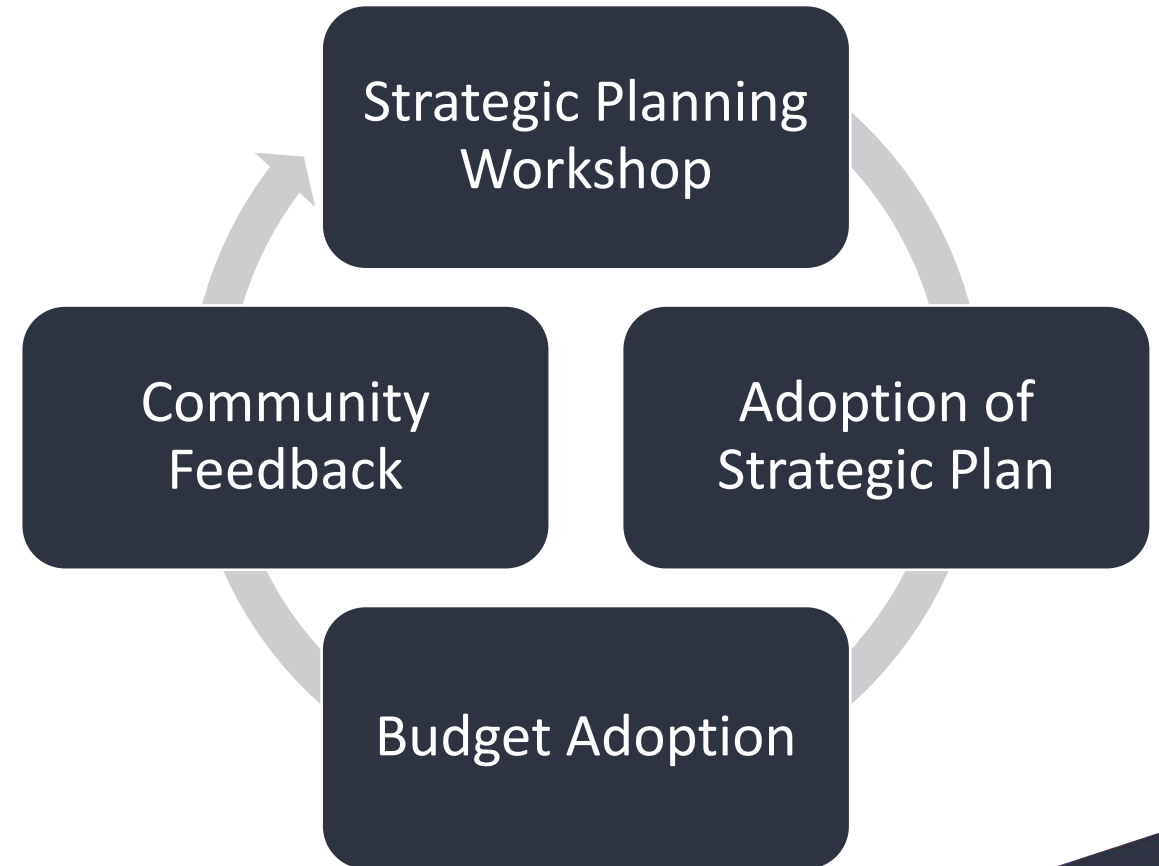 Strategic Planning
Workshop
Adoption of
Strategic Plan
Budget Adoption
Community
Feedback